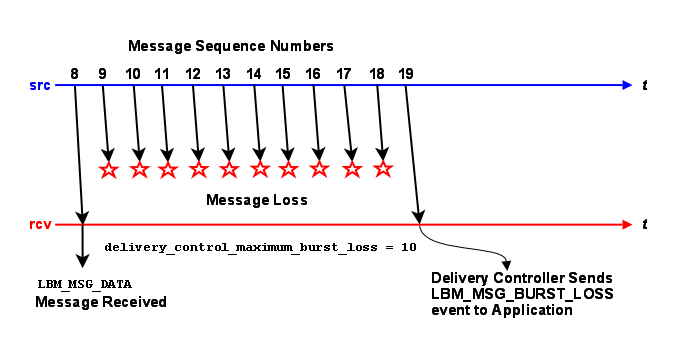 Message Sequence Numbers
8 9 10 11 12 13 14 15 16 17 18 19
src t
Message Loss
rcv t
delivery_control_maximum_burst_loss = 10
LBM_MSG_DATA
Message Received
Delivery Controller Sends
LBM_MSG_BURST_LOSS
event to Application